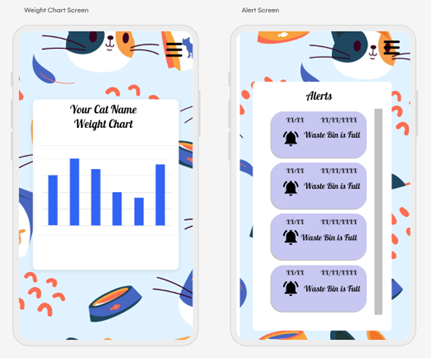 Weight Chart Screen
Your Cat Name
Weight Chart
Alert Screen
Alerts
Waste Bin is Full
Waste Bin is Full
Waste Bin is Full
Waste Bin is Full